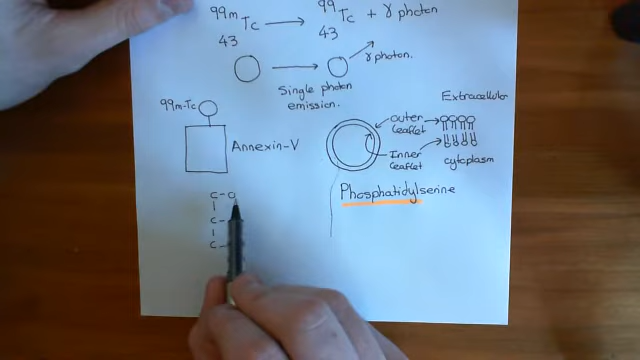 99m Tc → 99 Tc + γ photon
43 43
γ photon.
Single photon
emission.
99m-Tc
Annexin-V
outer
leaflet
Inner
leaflet
Extracellular
cytoplasm
Phosphatidylserine
C-O
C-
C-